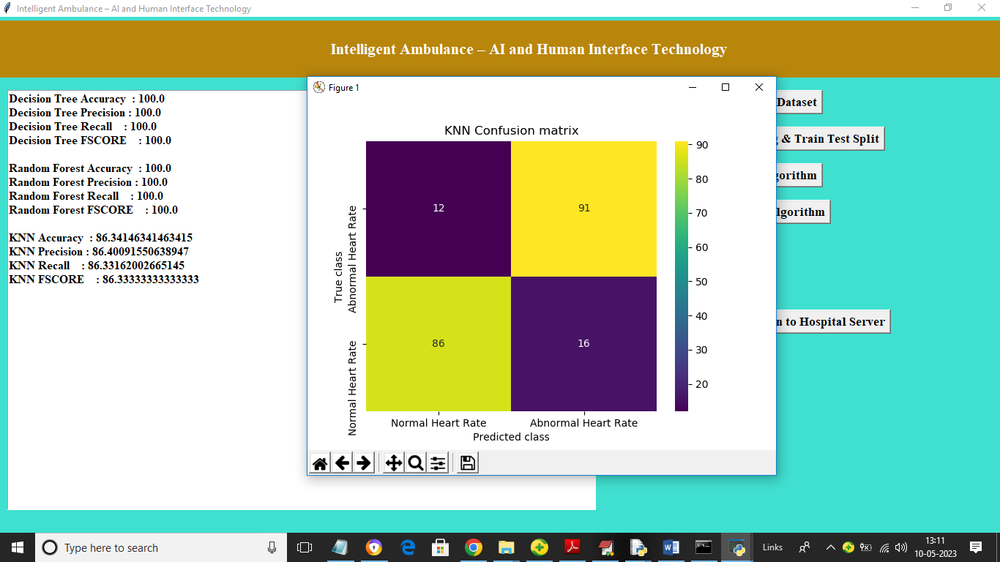 Intelligent Ambulance – AI and Human Interface Technology
Intelligent Ambulance – AI and Human Interface Technology
Decision Tree Accuracy : 100.0
Decision Tree Precision : 100.0
Decision Tree Recall : 100.0
Decision Tree FSCORE : 100.0
Random Forest Accuracy : 100.0
Random Forest Precision : 100.0
Random Forest Recall : 100.0
Random Forest FSCORE : 100.0
KNN Accuracy : 86.34146341463415
KNN Precision : 86.40091550638947
KNN Recall : 86.33162002665145
KNN FSCORE : 86.33333333333333
Figure 1
KNN Confusion matrix
True class
Abnormal Heart Rate
Normal Heart Rate
12
91
86
16
Normal Heart Rate
Abnormal Heart Rate
Predicted class
90
80
70
60
50
40
30
20
Dataset
& Train Test Split
gorithm
lgorithm
n to Hospital Server
Type here to search
Links
13:11
10-05-2023